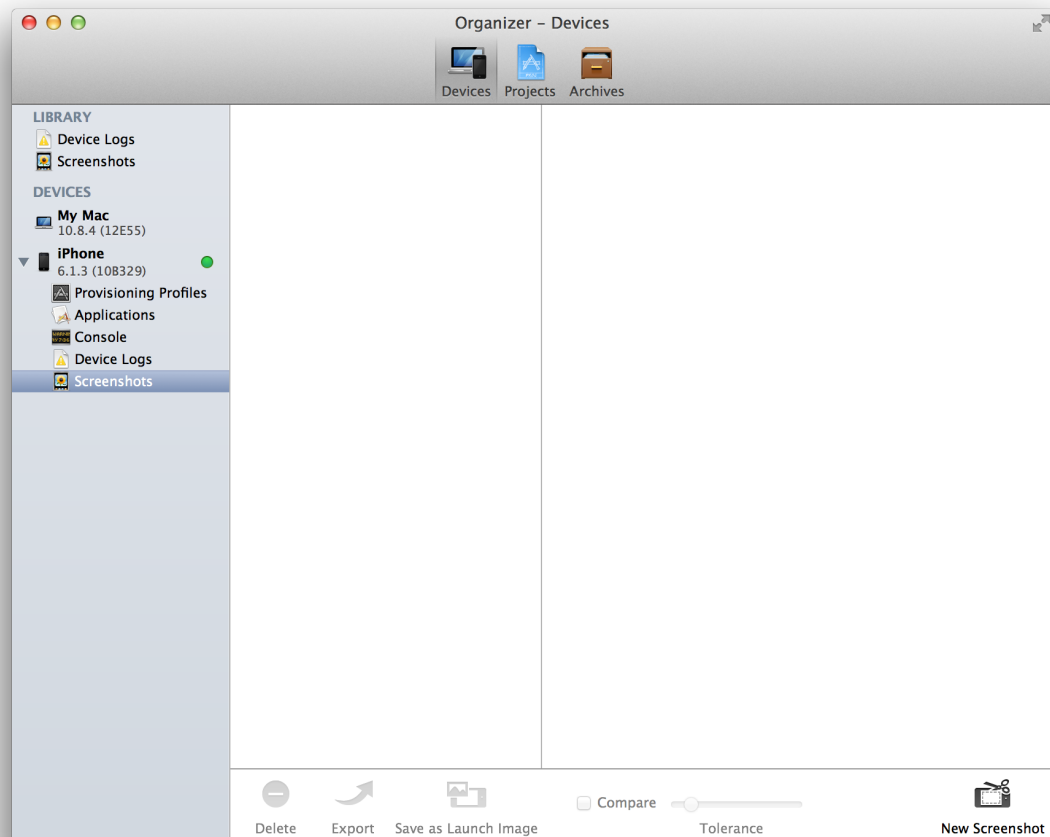 Organizer – Devices
Devices
Projects
Archives
LIBRARY
Device Logs
Screenshots
DEVICES
My Mac
10.8.4 (12E55)
iPhone
6.1.3 (10B329)
Provisioning Profiles
Applications
Console
Device Logs
Screenshots
Delete
Export
Save as Launch Image
Compare
Tolerance
New Screenshot